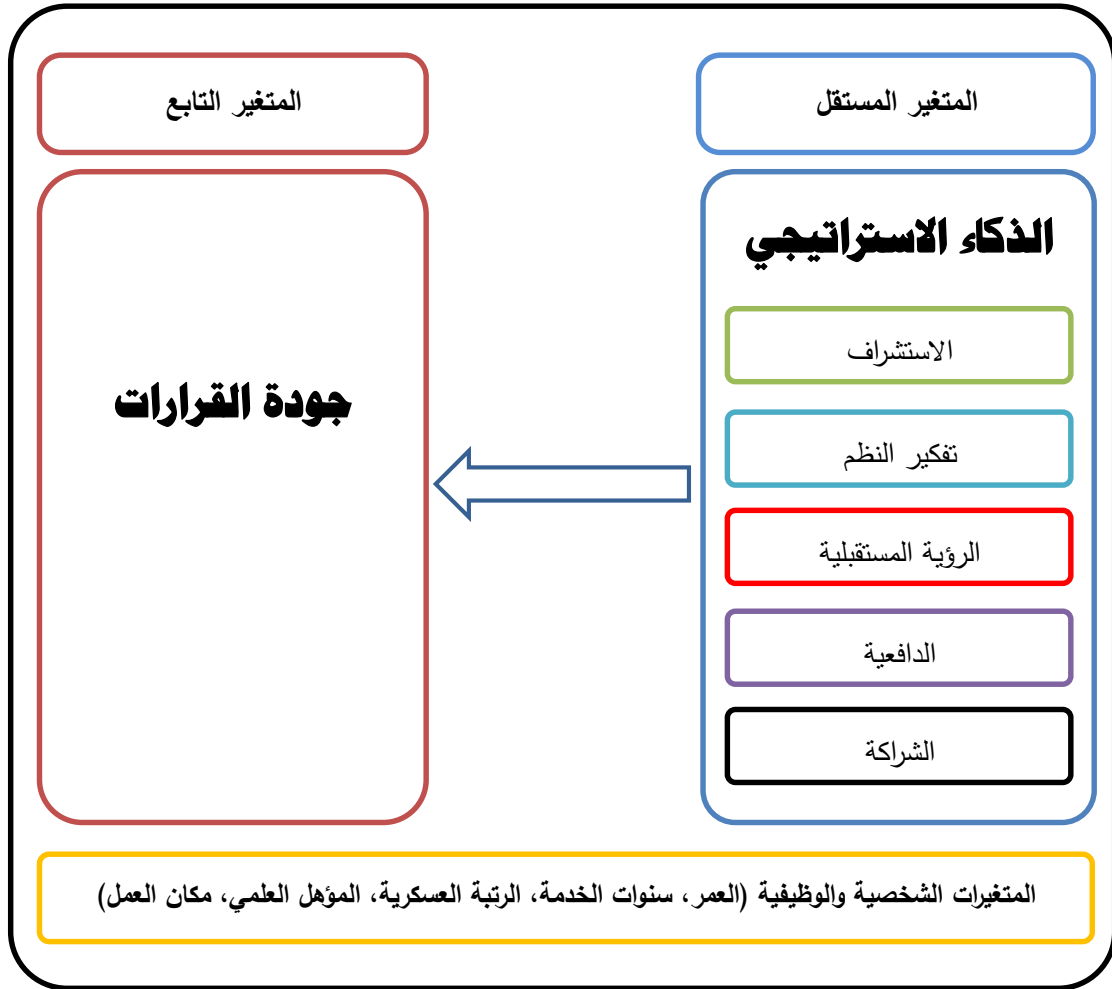 المتغير المستقل
المتغير التابع
الذكاء الاستراتيجي
الاستشراف
تفكير النظم
الرؤية المستقبلية
الدافعية
الشراكة
جودة القرارات
المتغيرات الشخصية والوظيفية (العمر، سنوات الخدمة، الرتبة العسكرية، المؤهل العلمي، مكان العمل)